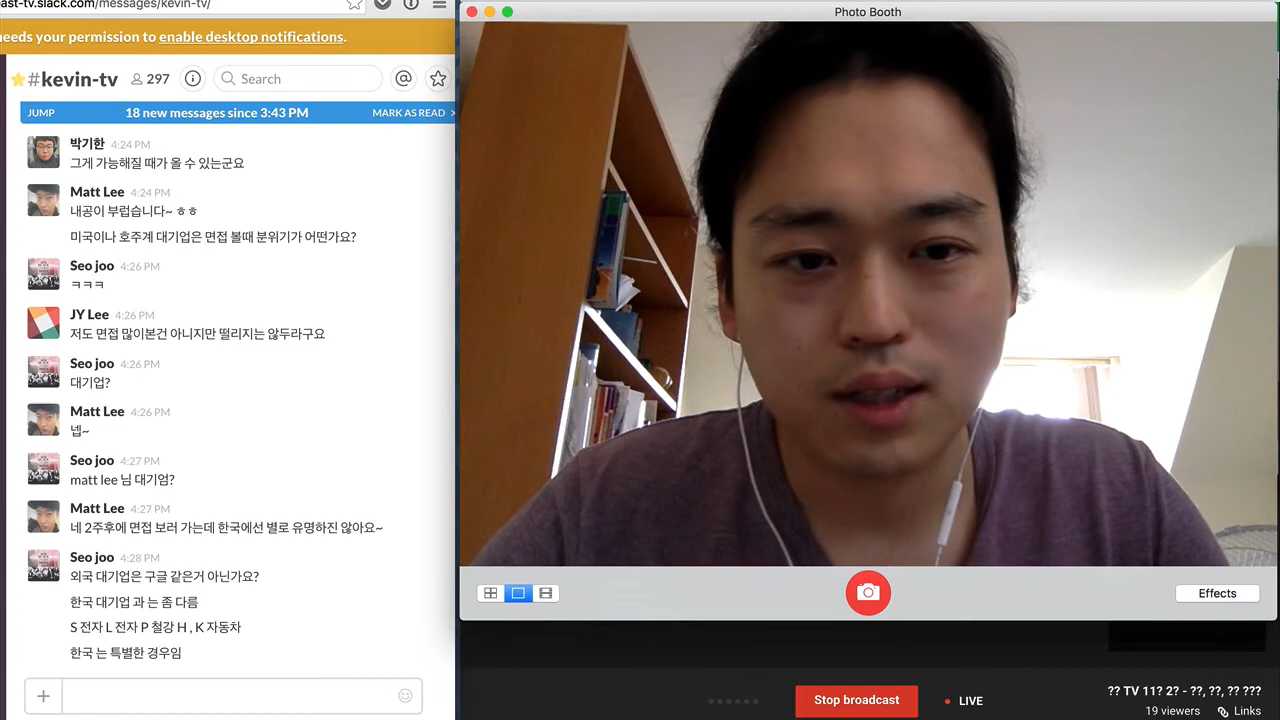 east-tv.slack.com/messages/kevin-tv/
needs your permission to enable desktop notifications.
#kevin-tv
297
Search
JUMP
18 new messages since 3:43 PM
MARK AS READ
박기한 4:24 PM
그게 가능해질 때가 올 수 있는군요
Matt Lee 4:24 PM
내공이 부럽습니다~ ㅎㅎ
미국이나 호주계 대기업은 면접 볼때 분위기가 어떤가요?
Seo joo 4:26 PM
ㅋㅋㅋ
JY Lee 4:26 PM
저도 면접 많이본건 아니지만 떨리지는 않두라구요
Seo joo 4:26 PM
대기업?
Matt Lee 4:26 PM
넵~
Seo joo 4:27 PM
matt lee 님 대기엄?
Matt Lee 4:27 PM
네 2주후에 면접 보러 가는데 한국에선 별로 유명하진 않아요~
Seo joo 4:28 PM
외국 대기업은 구글 같은거 아닌가요?
한국 대기업 과 는 좀 다름
S 전자 L 전자 P 철강 H , K 자동차
한국 는 특별한 경우임
Photo Booth
Effects
Stop broadcast
LIVE
?? TV 11? 2? - ??, ??, ?? ???
19 viewers
Links